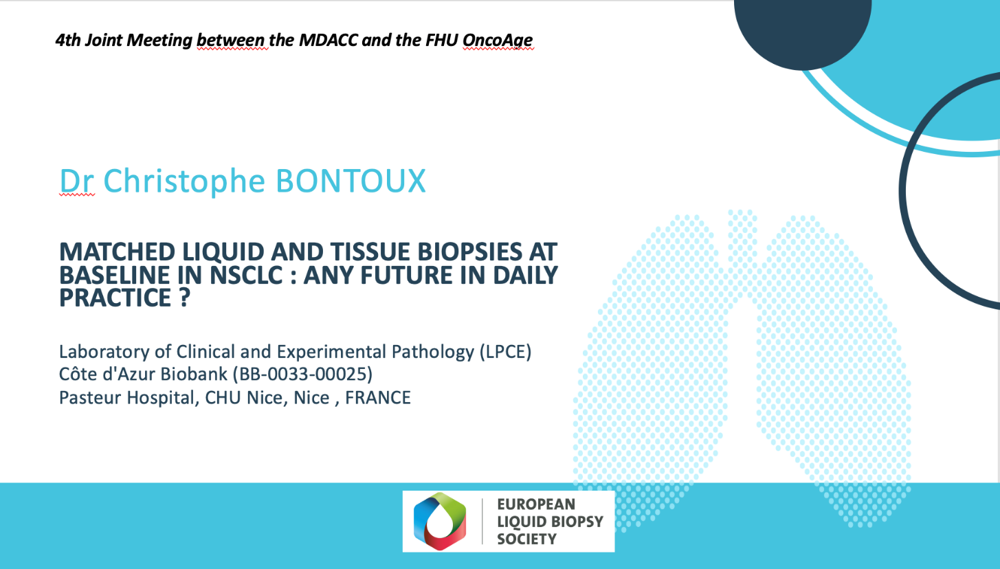 4th Joint Meeting between the MDACC and the FHU OncoAge
Dr Christophe BONTOUX
MATCHED LIQUID AND TISSUE BIOPSIES AT
BASELINE IN NSCLC : ANY FUTURE IN DAILY
PRACTICE ?
Laboratory of Clinical and Experimental Pathology (LPCE)
Côte d'Azur Biobank (BB-0033-00025)
Pasteur Hospital, CHU Nice, Nice , FRANCE
EUROPEAN
LIQUID BIOPSY
SOCIETY